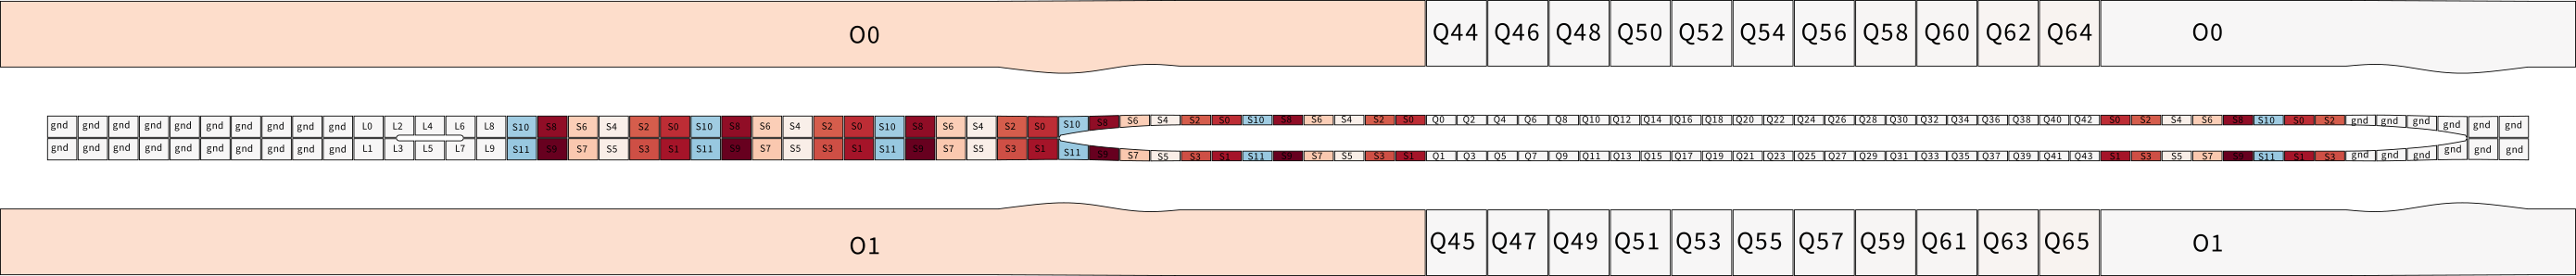 O0 Q44 Q46 Q48 Q50 Q52 Q54 Q56 Q58 Q60 Q62 Q64 O0
gnd gnd gnd gnd gnd gnd gnd gnd gnd gnd L0 L2 L4 L6 L8 S10 S8 S6 S4 S2 S0 S10 S8 S6 S4 S2 S0 S10 S8 S6 S4 S2 S0 S10 S8 S6 S4 S2 S0 S10 S8 S6 S4 S2 S0 Q0 Q2 Q4 Q6 Q8 Q10 Q12 Q14 Q16 Q18 Q20 Q22 Q24 Q26 Q28 Q30 Q32 Q34 Q36 Q38 Q40 Q42 S0 S2 S4 S6 S8 S10 S0 S2 gnd gnd gnd gnd gnd gnd
gnd gnd gnd gnd gnd gnd gnd gnd gnd gnd L1 L3 L5 L7 L9 S11 S9 S7 S5 S3 S1 S11 S9 S7 S5 S3 S1 S11 S9 S7 S5 S3 S1 S11 S9 S7 S5 S3 S1 S11 S9 S7 S5 S3 S1 Q1 Q3 Q5 Q7 Q9 Q11 Q13 Q15 Q17 Q19 Q21 Q23 Q25 Q27 Q29 Q31 Q33 Q35 Q37 Q39 Q41 Q43 S1 S3 S5 S7 S9 S11 S1 S3 gnd gnd gnd gnd gnd gnd
O1 Q45 Q47 Q49 Q51 Q53 Q55 Q57 Q59 Q61 Q63 Q65 O1